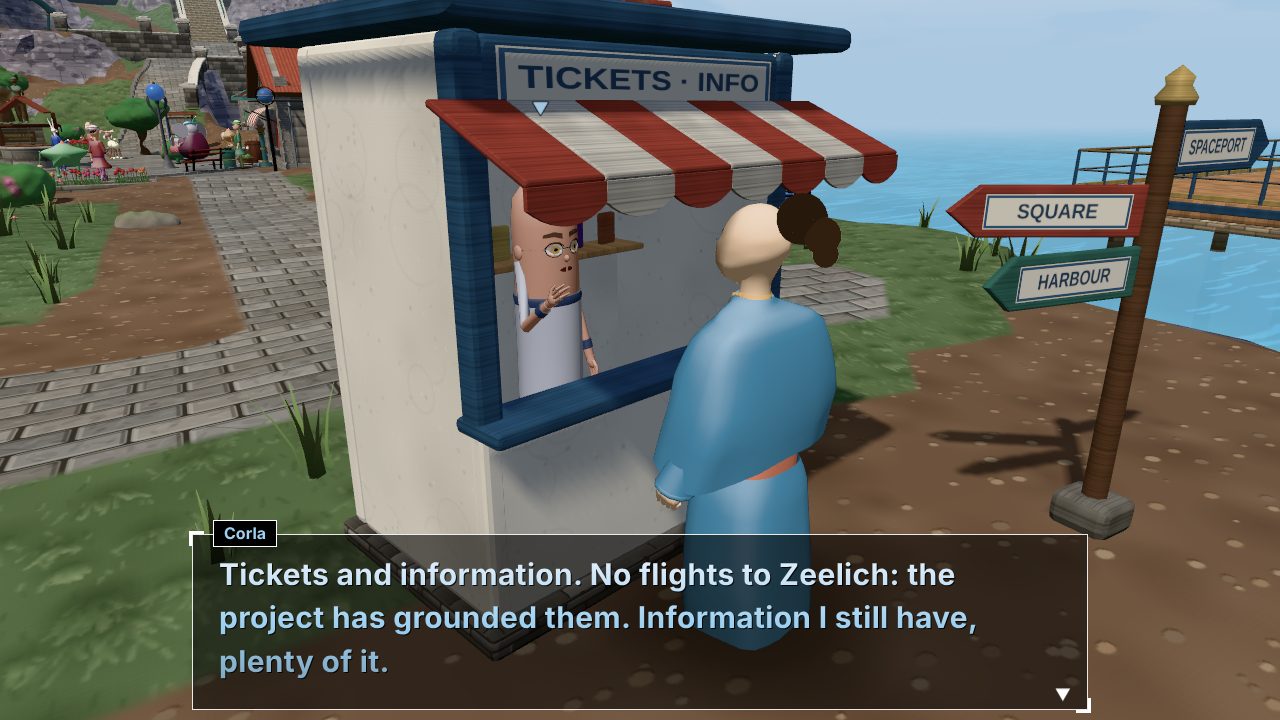 TICKETS · INFO
SPACEPORT
SQUARE
HARBOUR
Corla
Tickets and information. No flights to Zeelich: the
project has grounded them. Information I still have,
plenty of it.